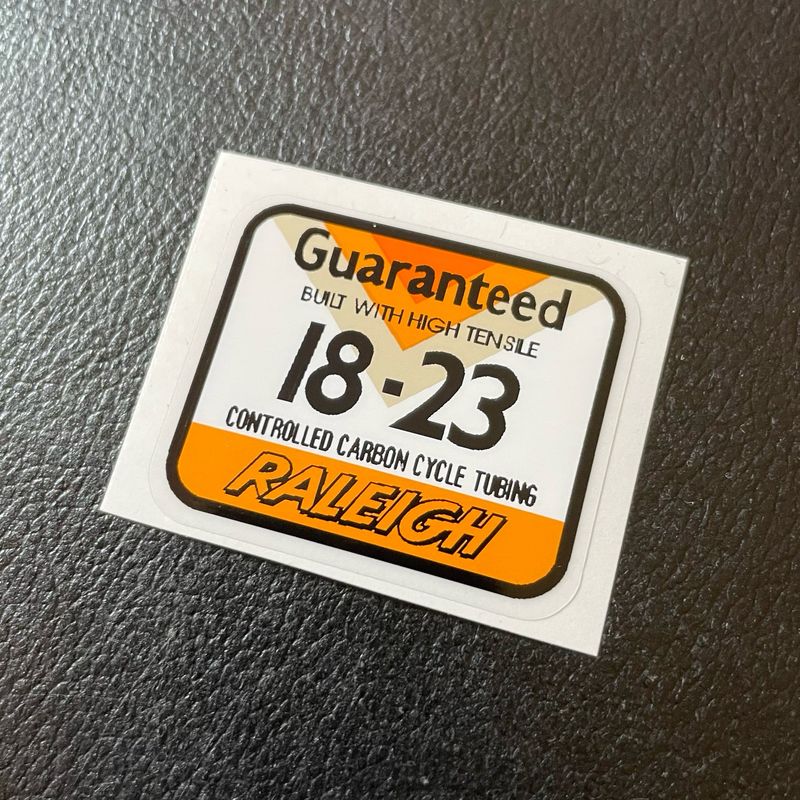 Guaranteed
BUILT WITH HIGH TENSILE
18-23
CONTROLLED CARBON CYCLE TUBING
RALEIGH